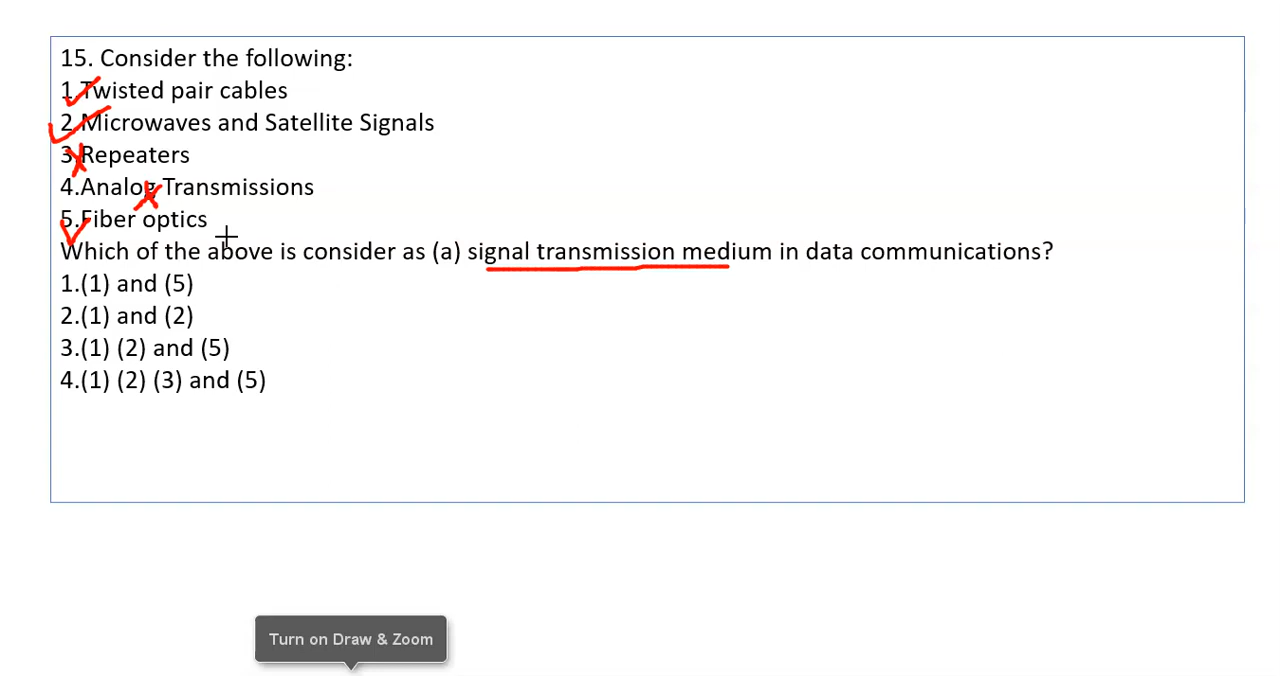 15. Consider the following:
1.Twisted pair cables
2.Microwaves and Satellite Signals
3.Repeaters
4.Analog Transmissions
5.Fiber optics
Which of the above is consider as (a) signal transmission medium in data communications?
1.(1) and (5)
2.(1) and (2)
3.(1) (2) and (5)
4.(1) (2) (3) and (5)
Turn on Draw & Zoom